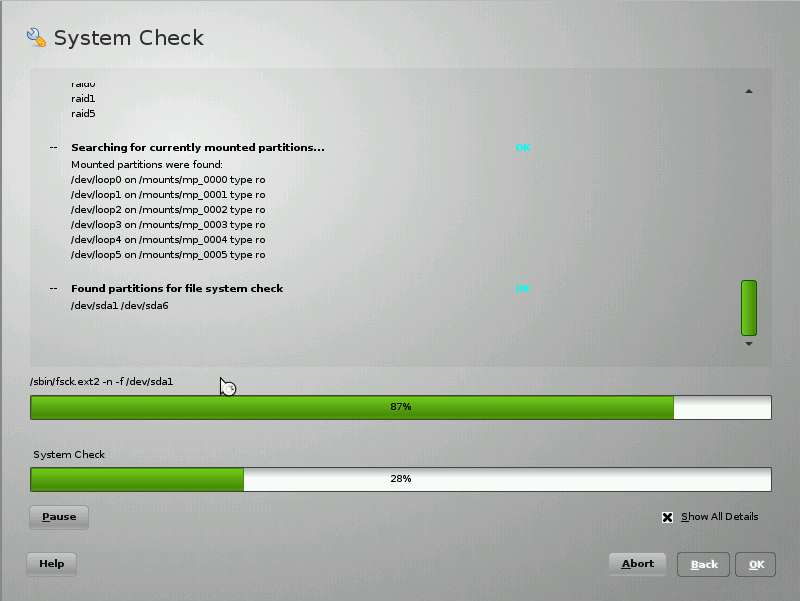 System Check
raid0
raid1
raid5
-- Searching for currently mounted partitions... OK
Mounted partitions were found:
/dev/loop0 on /mounts/mp_0000 type ro
/dev/loop1 on /mounts/mp_0001 type ro
/dev/loop2 on /mounts/mp_0002 type ro
/dev/loop3 on /mounts/mp_0003 type ro
/dev/loop4 on /mounts/mp_0004 type ro
/dev/loop5 on /mounts/mp_0005 type ro
-- Found partitions for file system check OK
/dev/sda1 /dev/sda6
/sbin/fsck.ext2 -n -f /dev/sda1
87%
System Check
28%
Pause
Show All Details
Help
Abort
Back
OK